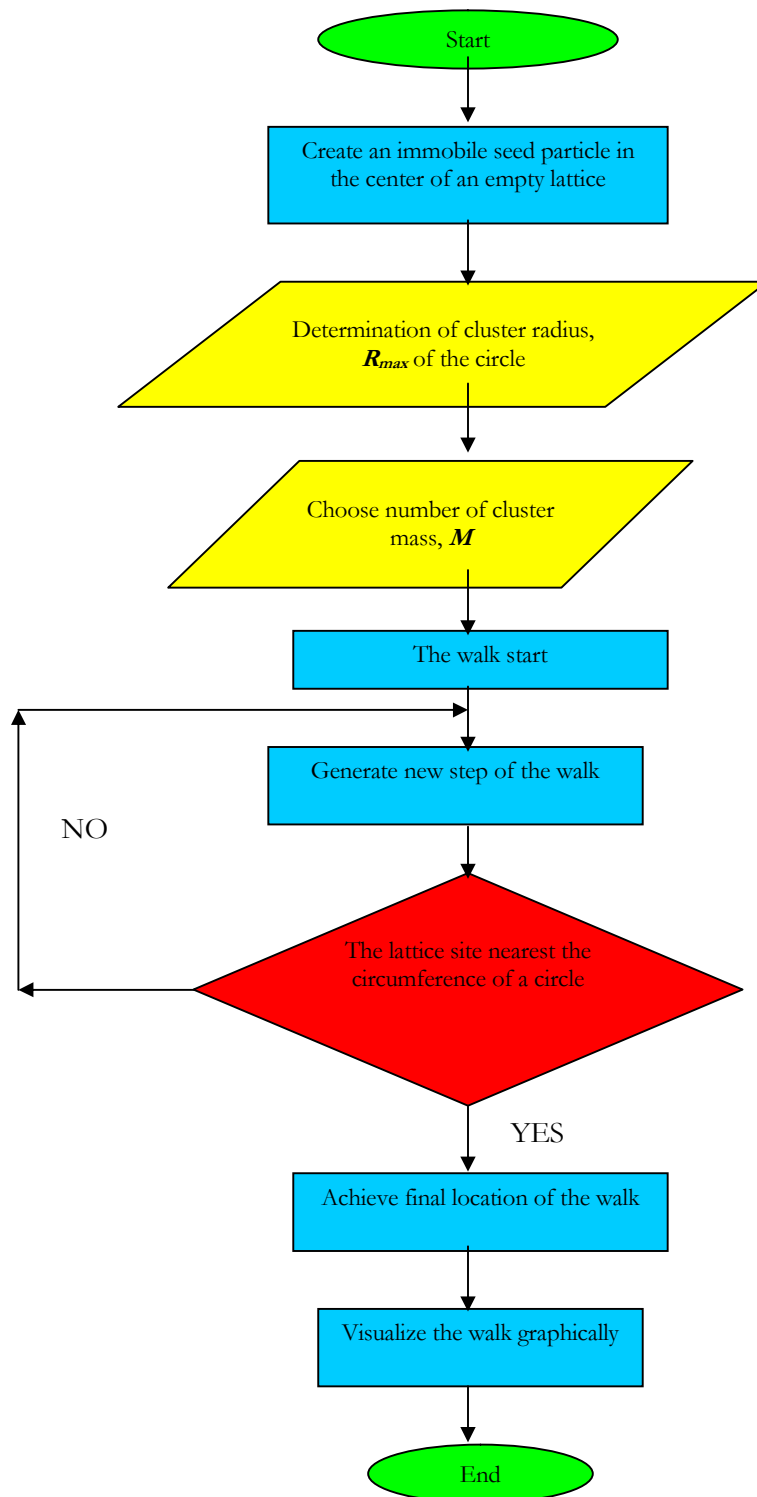 Start
Create an immobile seed particle in
the center of an empty lattice
Determination of cluster radius,
Rmax of the circle
Choose number of cluster
mass, M
The walk start
Generate new step of the walk
NO
The lattice site nearest the
circumference of a circle
YES
Achieve final location of the walk
Visualize the walk graphically
End